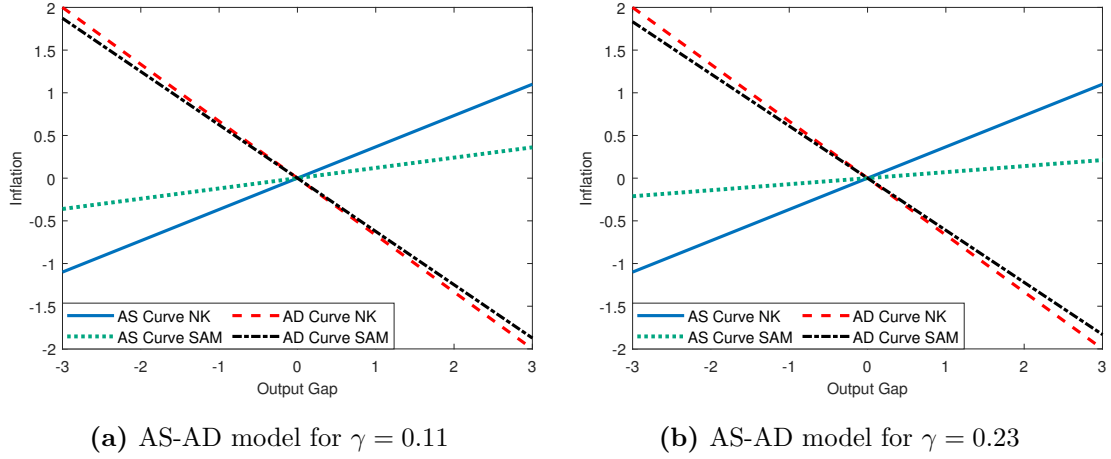 2
1.5
1
0.5
0
-0.5
-1
-1.5
-2
Inflation
AS Curve NK
AS Curve SAM
AD Curve NK
AD Curve SAM
-3 -2 -1 0 1 2 3
Output Gap
(a) AS-AD model for γ = 0.11
2
1.5
1
0.5
0
-0.5
-1
-1.5
-2
Inflation
AS Curve NK
AS Curve SAM
AD Curve NK
AD Curve SAM
-3 -2 -1 0 1 2 3
Output Gap
(b) AS-AD model for γ = 0.23